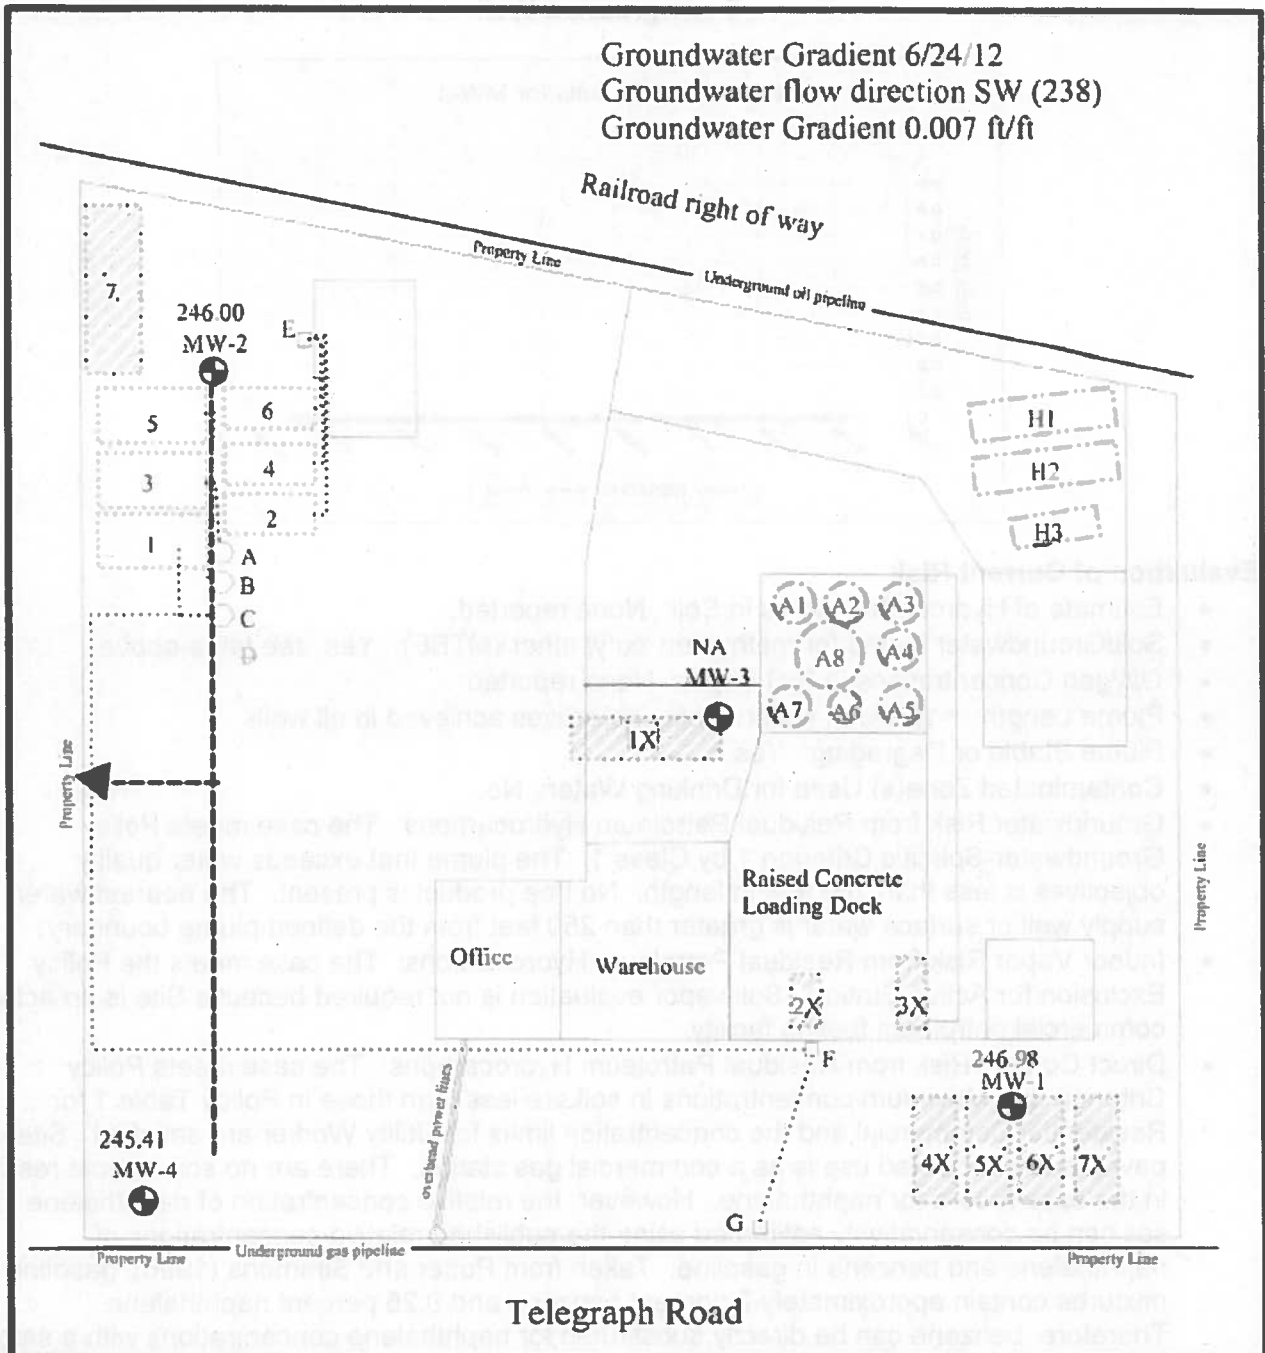 Groundwater Gradient 6/24/12
Groundwater flow direction SW (238)
Groundwater Gradient 0.007 ft/ft
Railroad right of way
Property Line
Underground oil pipeline
7.
246.00
MW-2
E
5
6
3
4
1
2
A
B
C
D
H1
H2
H3
A1 A2 A3
A8 A4
A7 A6 A5
NA
MW-3
1X
Property Line
Property Line
Raised Concrete
Loading Dock
Office
Warehouse
2X
3X
F
246.98
MW-1
4X 5X 6X 7X
overhead power lines
245.41
MW-4
G
Property Line
Underground gas pipeline
Property Line
Telegraph Road